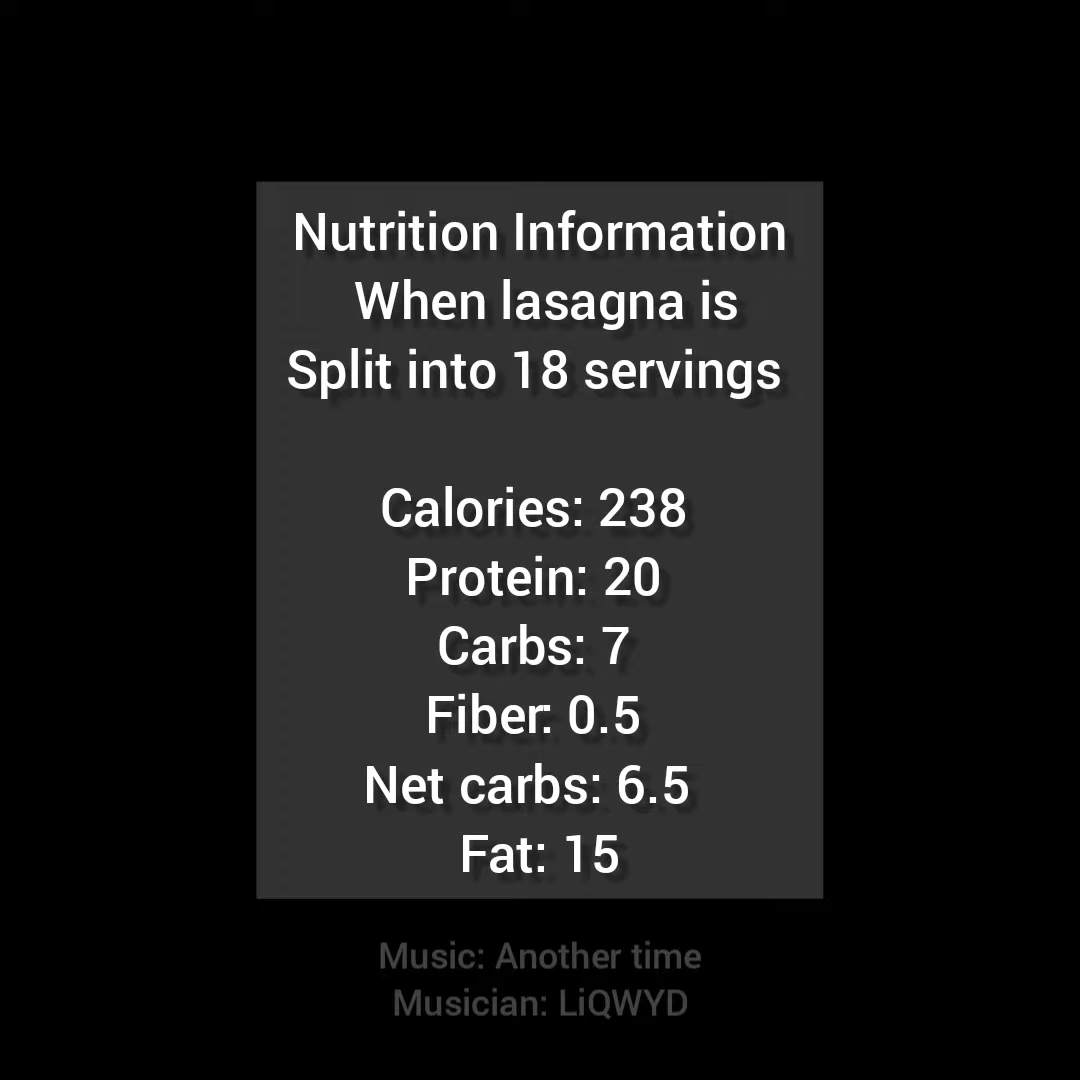 Nutrition Information
When lasagna is
Split into 18 servings
Calories: 238
Protein: 20
Carbs: 7
Fiber: 0.5
Net carbs: 6.5
Fat: 15
Music: Another time
Musician: LiQWYD